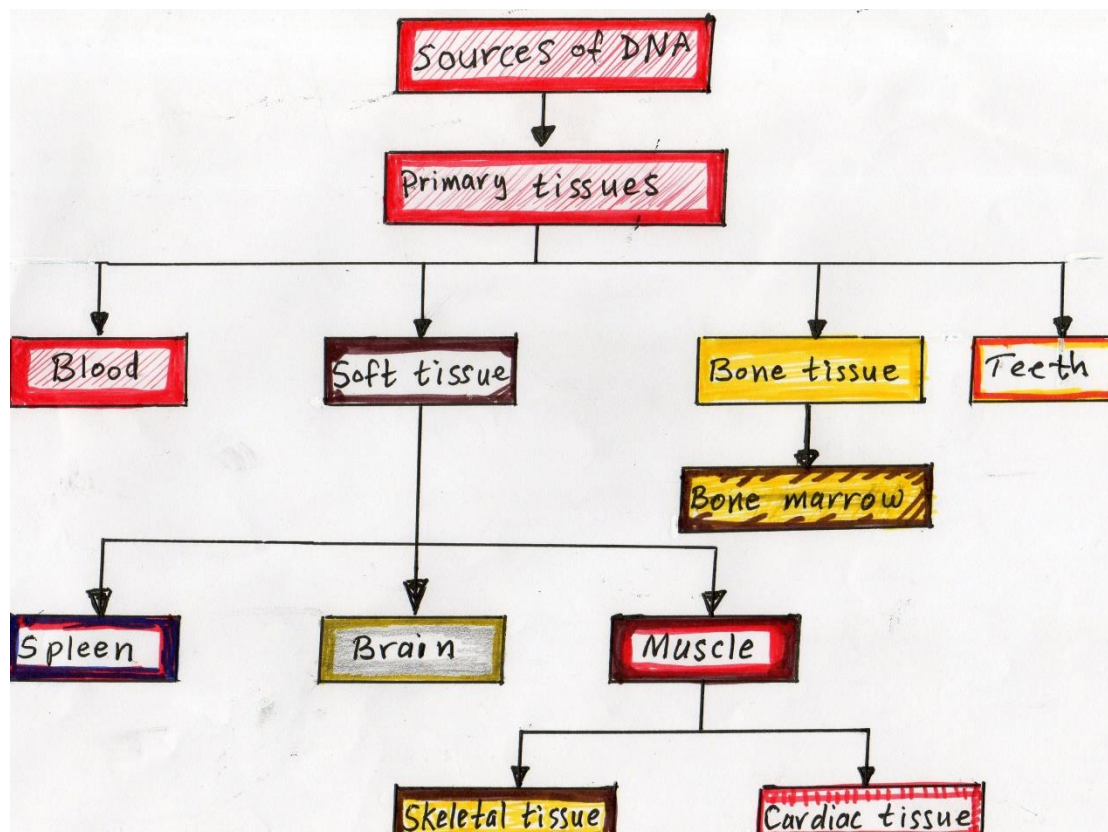 Sources of DNA
Primary tissues
Blood
Soft tissue
Bone tissue
Teeth
Bone marrow
Spleen
Brain
Muscle
Skeletal tissue
Cardiac tissue